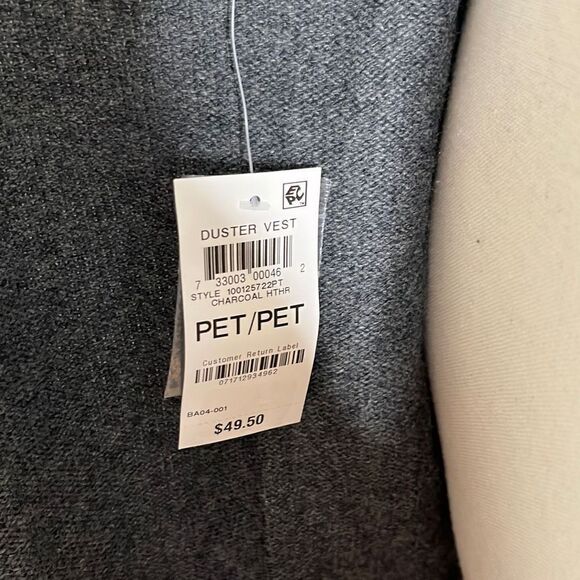 DUSTER VEST
7 33003 00046 2
STYLE 100125722PT
CHARCOAL HTHR
PET/PET
Customer Return Label
071712934962
BA04-001
$49.50